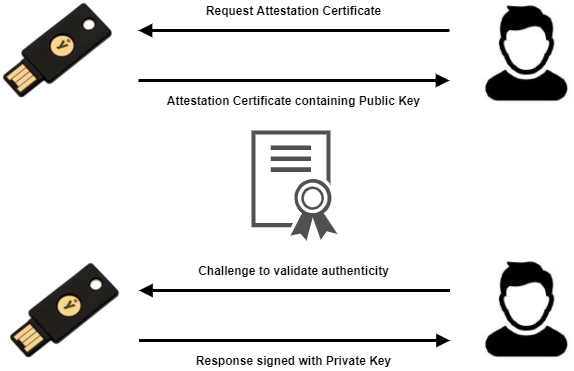 Request Attestation Certificate
Attestation Certificate containing Public Key
Challenge to validate authenticity
Response signed with Private Key